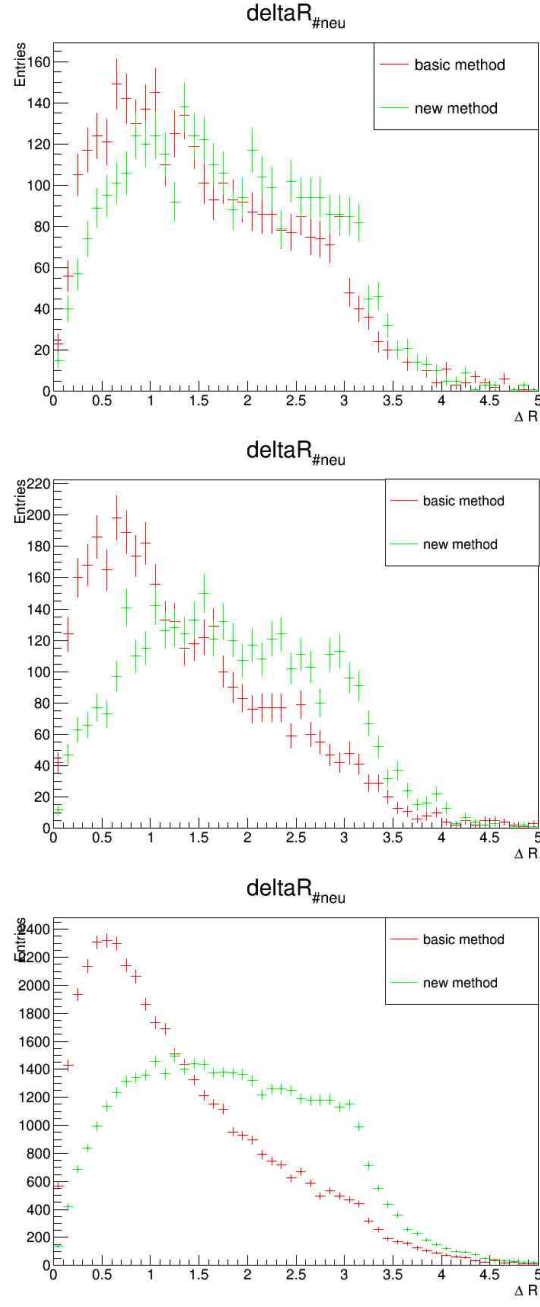 deltaR#neu
Entries
160
140
120
100
80
60
40
20
0
basic method
new method
0 0.5 1 1.5 2 2.5 3 3.5 4 4.5 5
Δ R
deltaR#neu
Entries
220
200
180
160
140
120
100
80
60
40
20
0
basic method
new method
0 0.5 1 1.5 2 2.5 3 3.5 4 4.5 5
Δ R
deltaR#neu
Entries
2400
2200
2000
1800
1600
1400
1200
1000
800
600
400
200
0
basic method
new method
0 0.5 1 1.5 2 2.5 3 3.5 4 4.5 5
Δ R